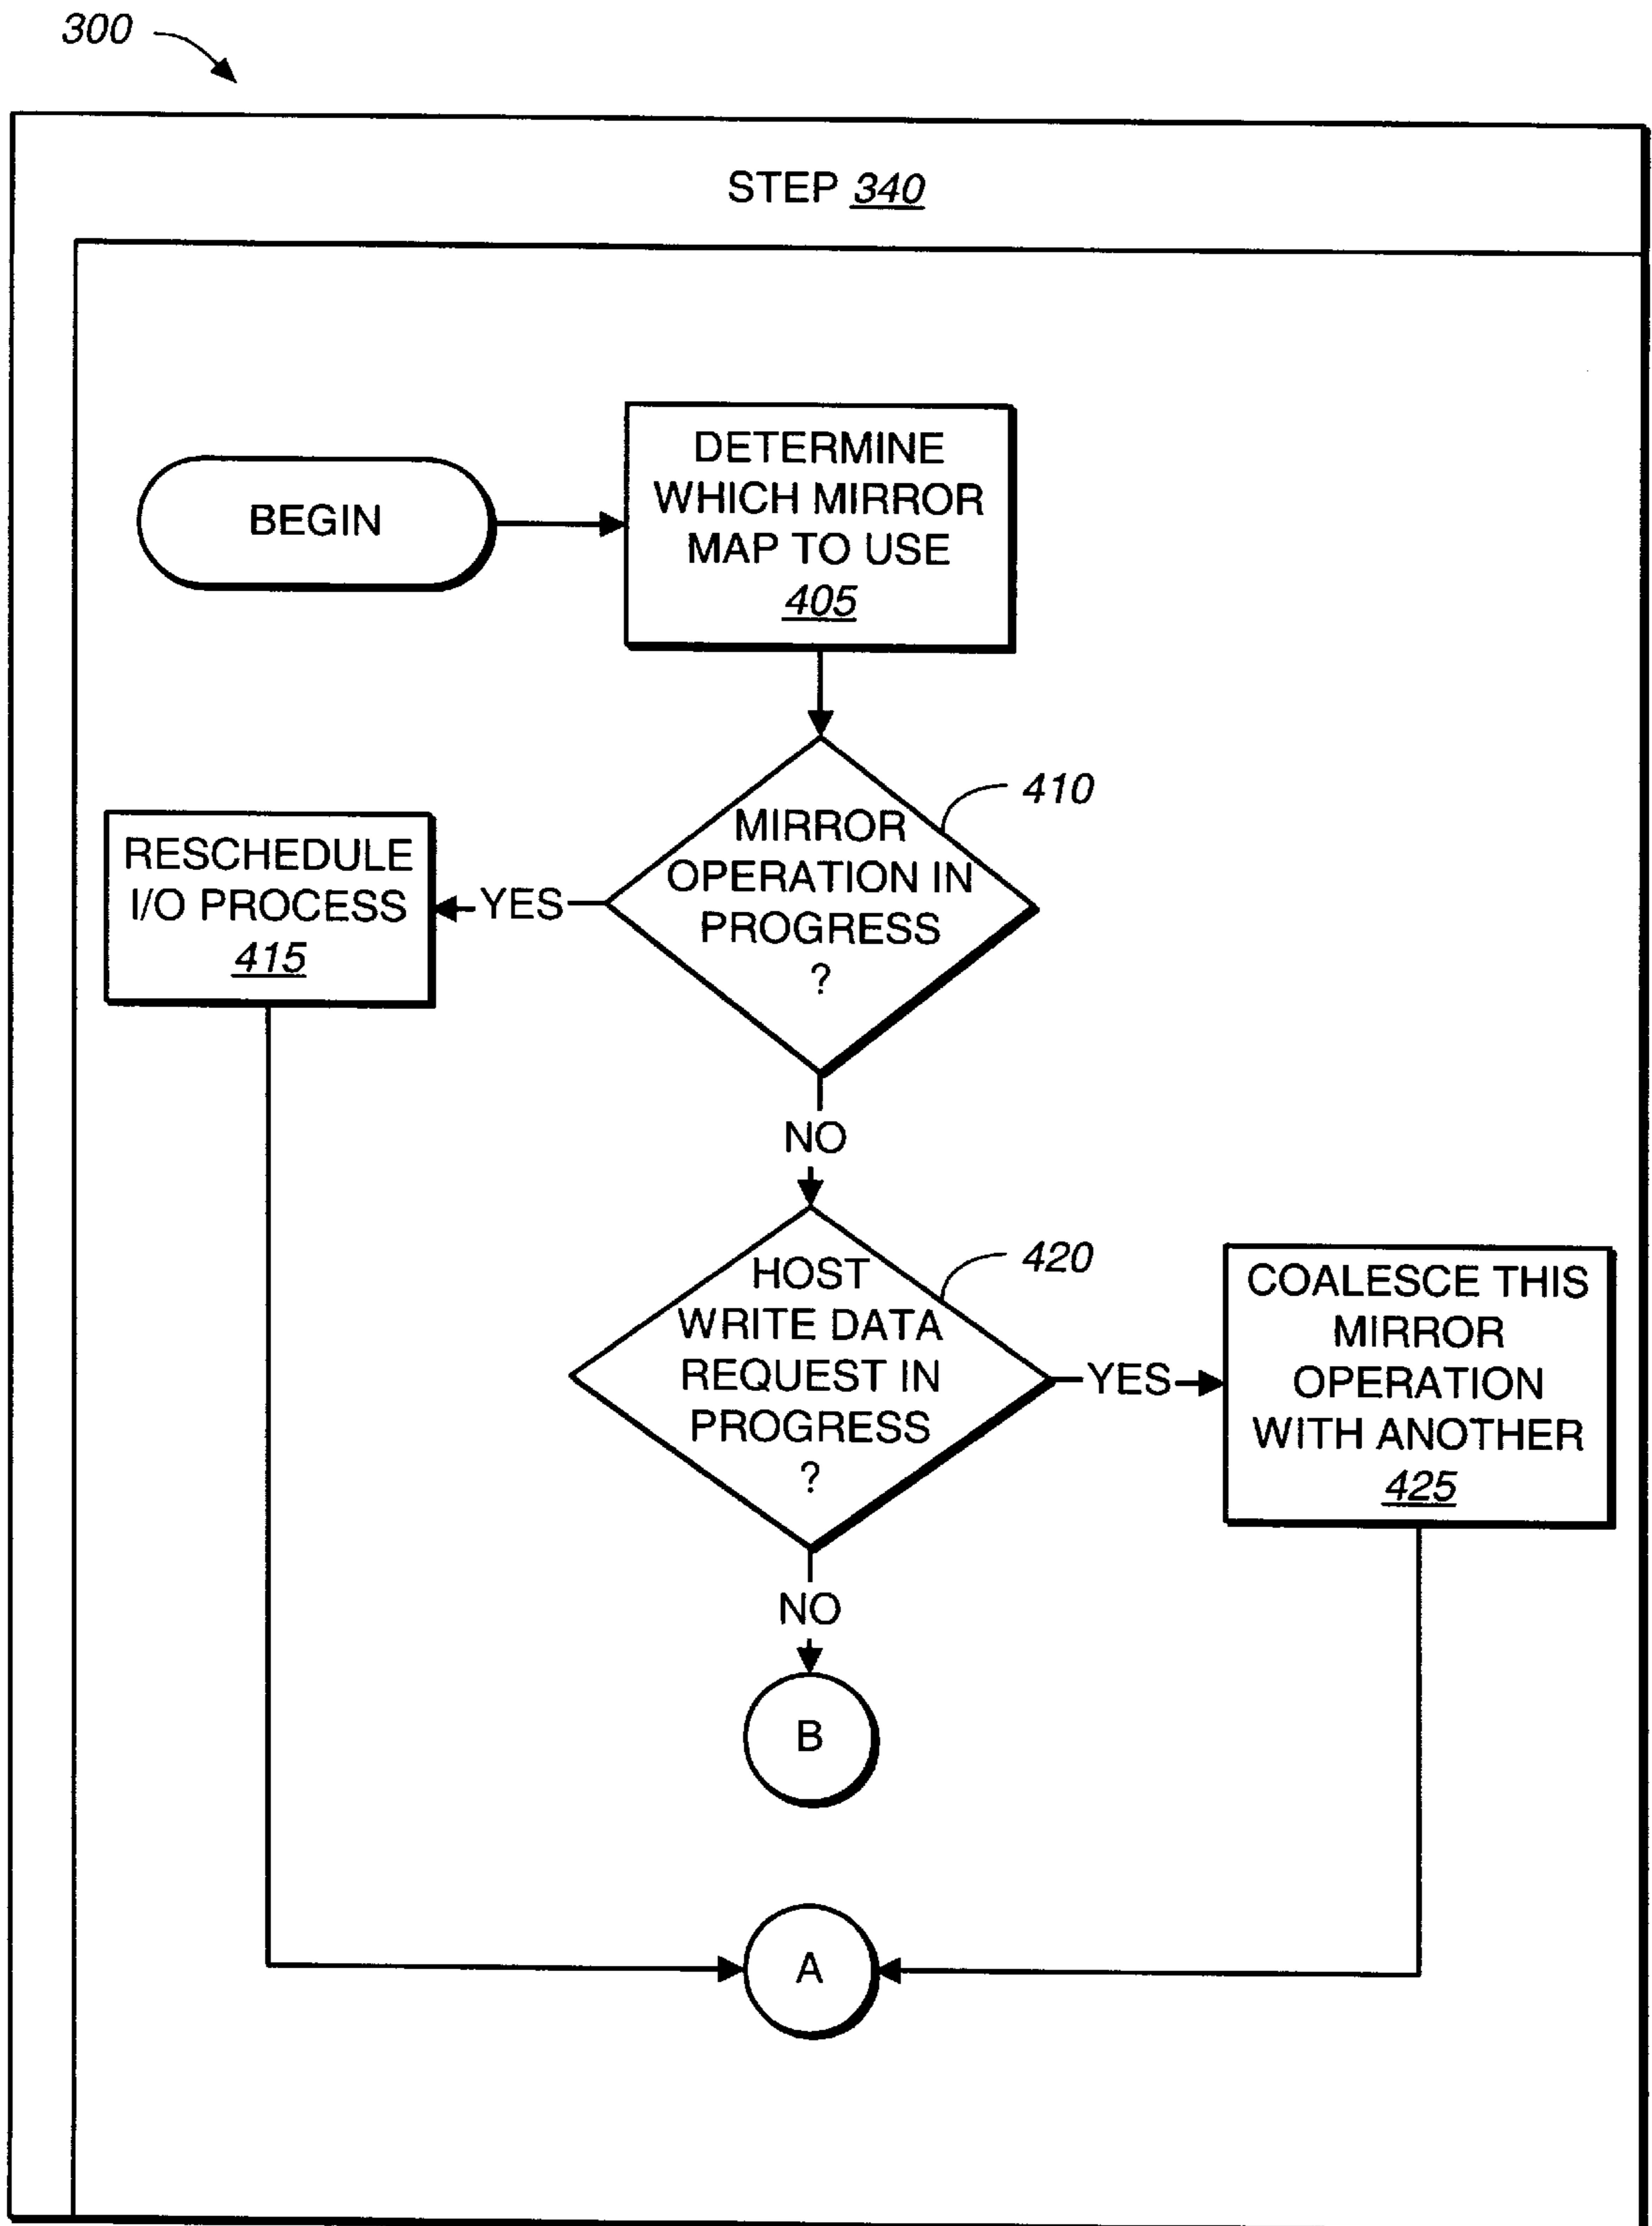 300
STEP 340
BEGIN
DETERMINE
WHICH MIRROR
MAP TO USE
405
MIRROR
OPERATION IN
PROGRESS
?
410
YES
RESCHEDULE
I/O PROCESS
415
NO
HOST
WRITE DATA
REQUEST IN
PROGRESS
?
420
YES
COALESCE THIS
MIRROR
OPERATION
WITH ANOTHER
425
NO
B
A